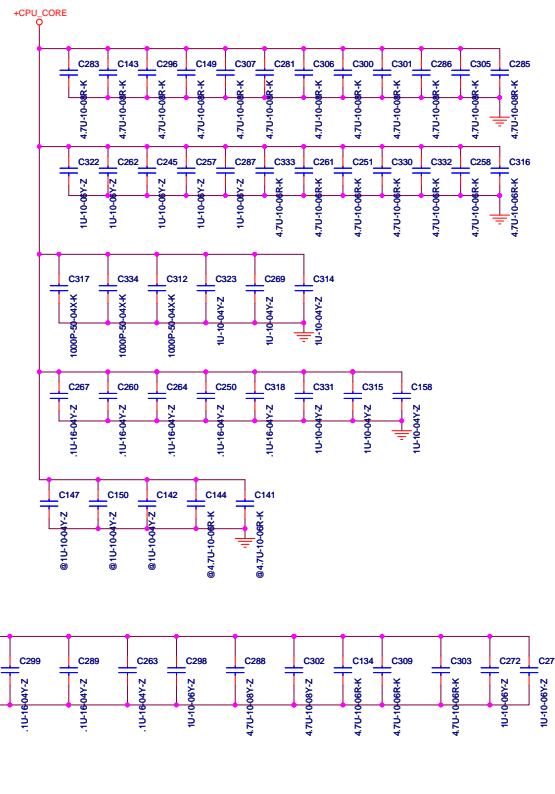 +CPU_CORE
C283 C143 C296 C149 C307 C281 C306 C300 C301 C286 C305 C285
4.7U-10-08R-K 4.7U-10-08R-K 4.7U-10-08R-K 4.7U-10-08R-K 4.7U-10-08R-K 4.7U-10-08R-K 4.7U-10-08R-K 4.7U-10-08R-K 4.7U-10-08R-K 4.7U-10-08R-K 4.7U-10-08R-K 4.7U-10-08R-K
C322 C262 C245 C257 C287 C333 C261 C251 C330 C332 C258 C316
1U-10-06Y-Z 1U-10-06Y-Z 1U-10-06Y-Z 1U-10-06Y-Z 1U-10-06Y-Z 4.7U-10-06R-K 4.7U-10-06R-K 4.7U-10-06R-K 4.7U-10-06R-K 4.7U-10-06R-K 4.7U-10-06R-K 4.7U-10-06R-K
C317 C334 C312 C323 C269 C314
1000P-50-04X-K 1000P-50-04X-K 1000P-50-04X-K 1U-10-04Y-Z 1U-10-04Y-Z 1U-10-04Y-Z
C267 C260 C264 C250 C318 C331 C315 C158
.1U-16-04Y-Z .1U-16-04Y-Z .1U-16-04Y-Z .1U-16-04Y-Z .1U-16-04Y-Z 1U-10-04Y-Z 1U-10-04Y-Z 1U-10-04Y-Z
C147 C150 C142 C144 C141
@1U-10-04Y-Z @1U-10-04Y-Z @1U-10-04Y-Z @4.7U-10-06R-K @4.7U-10-06R-K
C299 C289 C263 C298 C288 C302 C134 C309 C303 C272 C27
.1U-16-04Y-Z .1U-16-04Y-Z .1U-16-04Y-Z 1U-10-06Y-Z 4.7U-10-08Y-Z 4.7U-10-08Y-Z 4.7U-10-06R-K 4.7U-10-06R-K 4.7U-10-06R-K 1U-10-06Y-Z 1U-10-06Y-Z